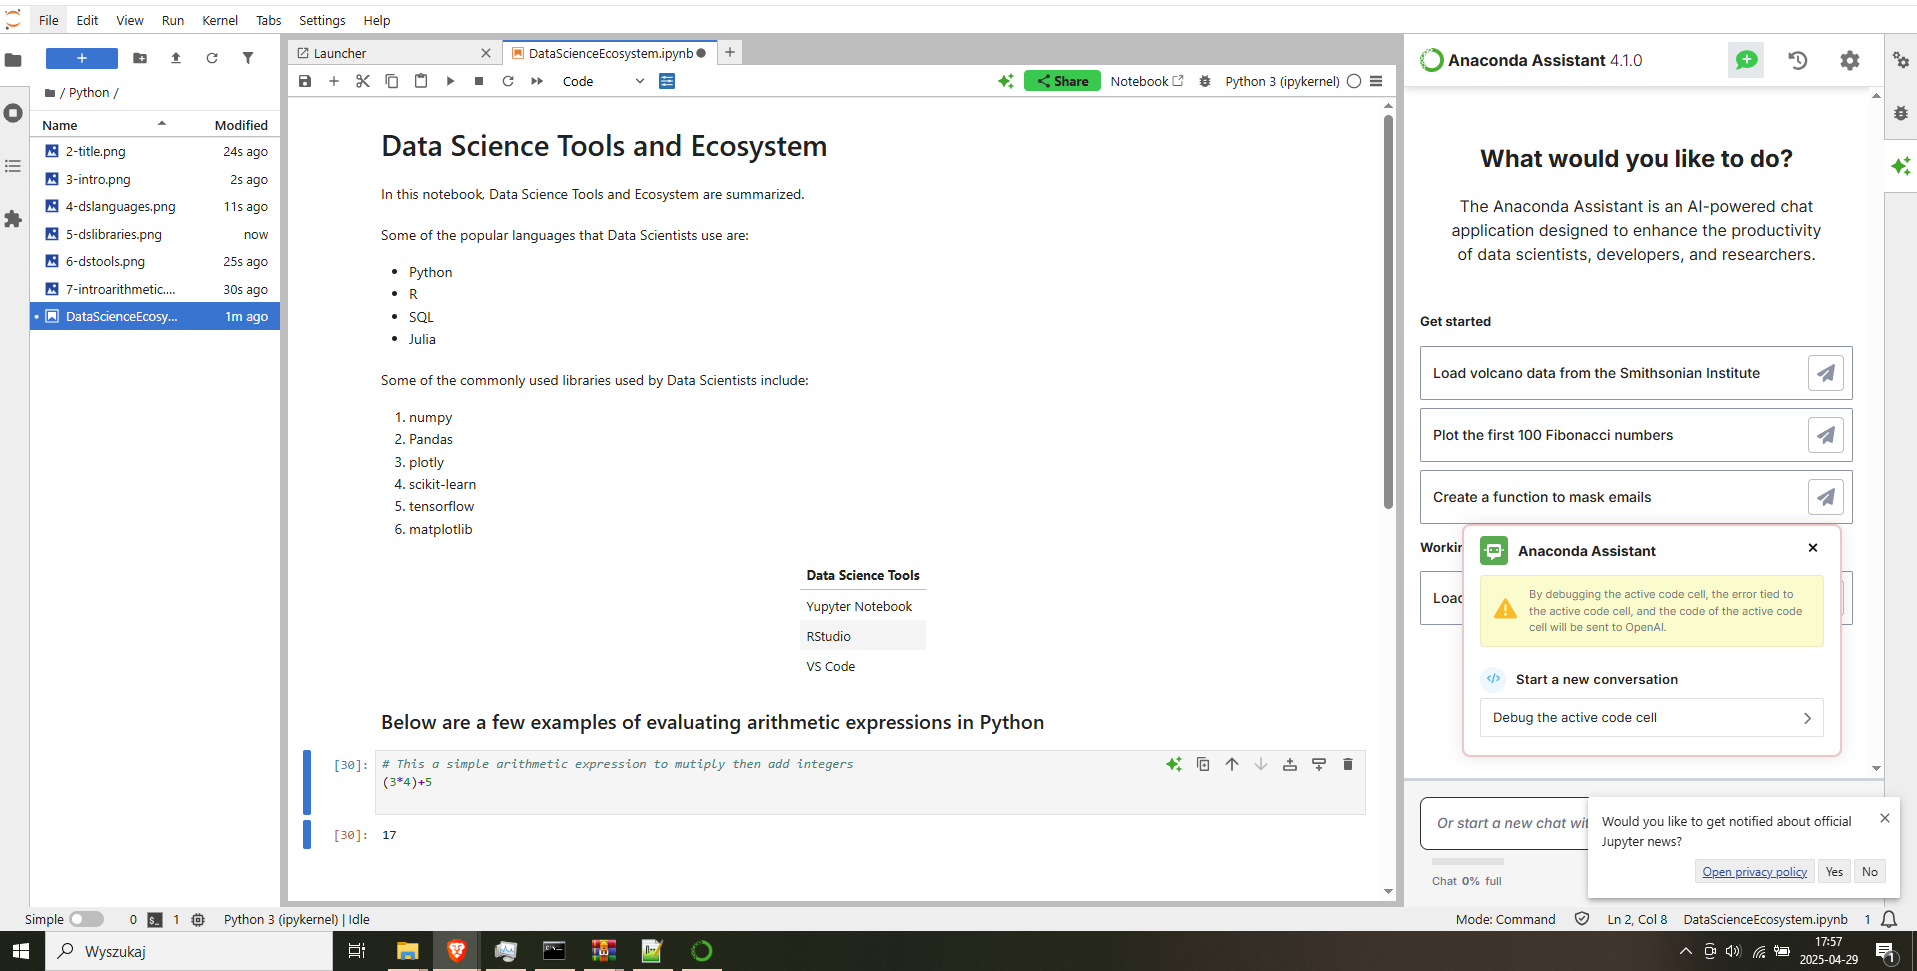 File Edit View Run Kernel Tabs Settings Help
+
/ Python /
Name Modified
2-title.png 24s ago
3-intro.png 2s ago
4-dslanguages.png 11s ago
5-dslibraries.png now
6-dstools.png 25s ago
7-introarithmetic.... 30s ago
DataScienceEcosy... 1m ago
Launcher
DataScienceEcosystem.ipynb
Code
Share
Notebook
Python 3 (ipykernel)
Data Science Tools and Ecosystem
In this notebook, Data Science Tools and Ecosystem are summarized.
Some of the popular languages that Data Scientists use are:
• Python
• R
• SQL
• Julia
Some of the commonly used libraries used by Data Scientists include:
1. numpy
2. Pandas
3. plotly
4. scikit-learn
5. tensorflow
6. matplotlib
Data Science Tools
Yupyter Notebook
RStudio
VS Code
Below are a few examples of evaluating arithmetic expressions in Python
[30]: # This a simple arithmetic expression to mutiply then add integers
(3*4)+5
[30]: 17
Anaconda Assistant 4.1.0
What would you like to do?
The Anaconda Assistant is an AI-powered chat
application designed to enhance the productivity
of data scientists, developers, and researchers.
Get started
Load volcano data from the Smithsonian Institute
Plot the first 100 Fibonacci numbers
Create a function to mask emails
Workin
Load
Anaconda Assistant
By debugging the active code cell, the error tied to
the active code cell, and the code of the active code
cell will be sent to OpenAI.
Start a new conversation
Debug the active code cell
Or start a new chat wit
Chat 0% full
Would you like to get notified about official
Jupyter news?
Open privacy policy Yes No
Simple 0 1 Python 3 (ipykernel) | Idle
Mode: Command Ln 2, Col 8 DataScienceEcosystem.ipynb 1
Wyszukaj
17:57
2025-04-29
1